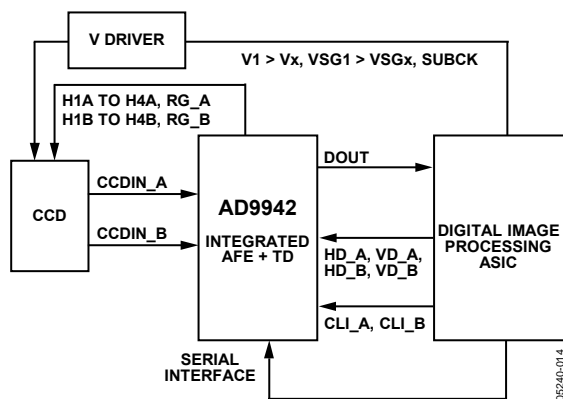 V DRIVER
V1 > Vx, VSG1 > VSGx, SUBCK
H1A TO H4A, RG_A
H1B TO H4B, RG_B
CCD
CCDIN_A
CCDIN_B
AD9942
INTEGRATED
AFE + TD
DOUT
HD_A, VD_A,
HD_B, VD_B
CLI_A, CLI_B
DIGITAL IMAGE
PROCESSING
ASIC
SERIAL
INTERFACE
05240-014